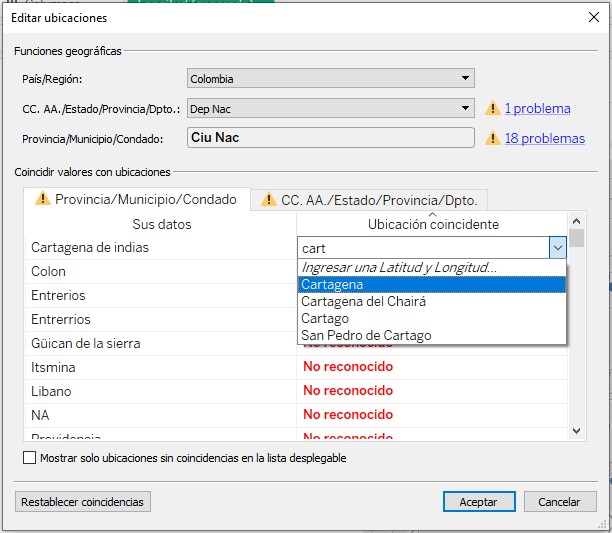 Editar ubicaciones
Funciones geográficas
País/Región: Colombia
CC. AA./Estado/Provincia/Dpto.: Dep Nac 1 problema
Provincia/Municipio/Condado: Ciu Nac 18 problemas
Coincidir valores con ubicaciones
Provincia/Municipio/Condado CC. AA./Estado/Provincia/Dpto.
Sus datos Ubicación coincidente
Cartagena de indias cart
Ingresar una Latitud y Longitud...
Colon Cartagena
Entrerios Cartagena del Chairá
Entrerrios Cartago
San Pedro de Cartago
Güican de la sierra No reconocido
Itsmina No reconocido
Libano No reconocido
NA No reconocido
Providencia No reconocido
Mostrar solo ubicaciones sin coincidencias en la lista desplegable
Restablecer coincidencias Aceptar Cancelar